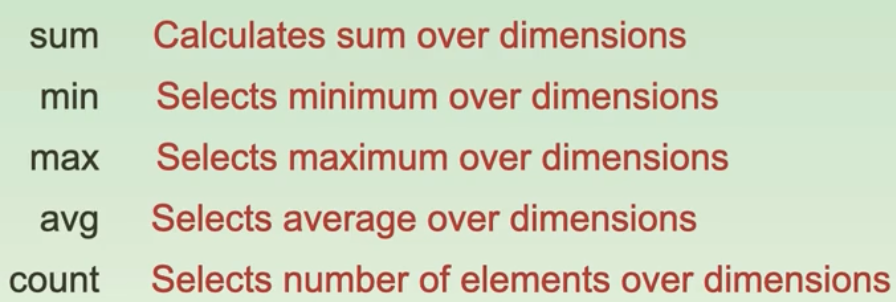 sum Calculates sum over dimensions
min Selects minimum over dimensions
max Selects maximum over dimensions
avg Selects average over dimensions
count Selects number of elements over dimensions